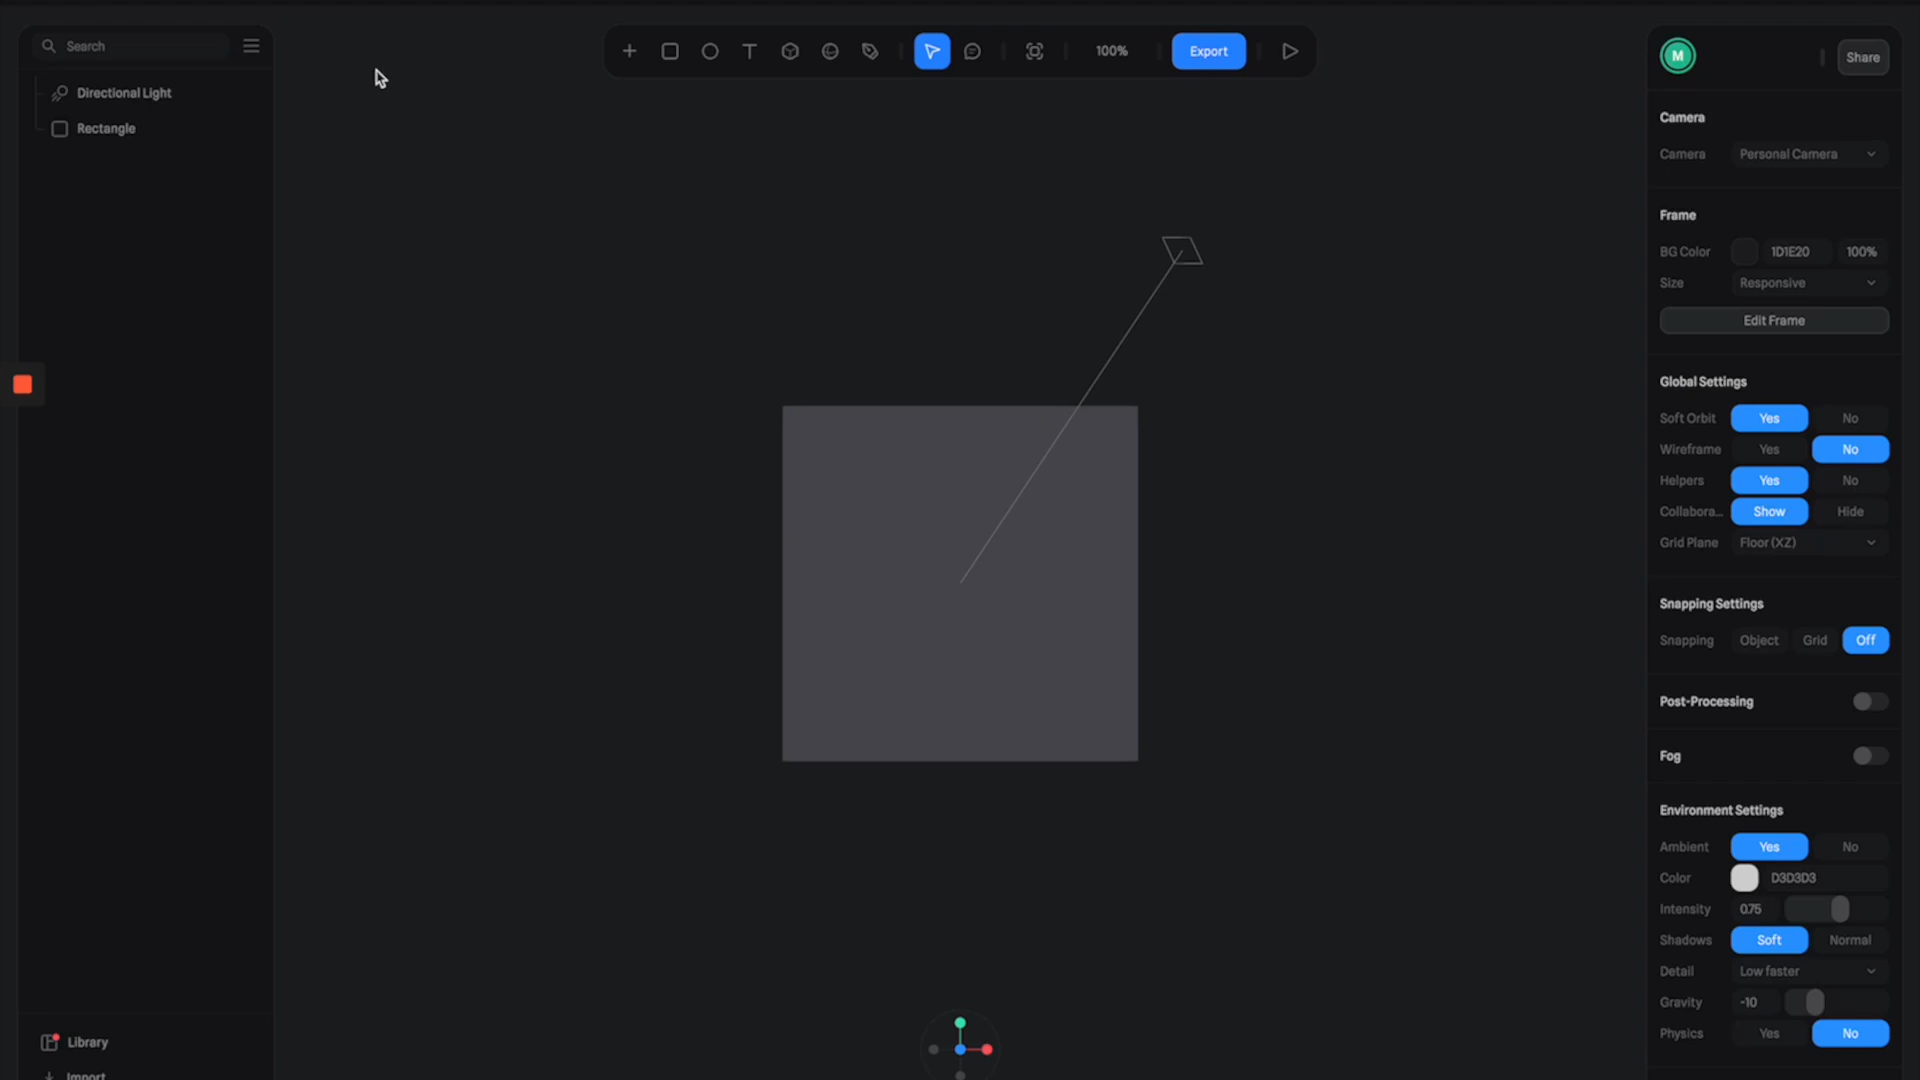 Search
Directional Light
Rectangle
Library
Import
100%
Export
M
Share
Camera
Camera Personal Camera
Frame
BG Color 1D1E20 100%
Size Responsive
Edit Frame
Global Settings
Soft Orbit Yes No
Wireframe Yes No
Helpers Yes No
Collabora... Show Hide
Grid Plane Floor (XZ)
Snapping Settings
Snapping Object Grid Off
Post-Processing
Fog
Environment Settings
Ambient Yes No
Color D3D3D3
Intensity 0.75
Shadows Soft Normal
Detail Low faster
Gravity -10
Physics Yes No